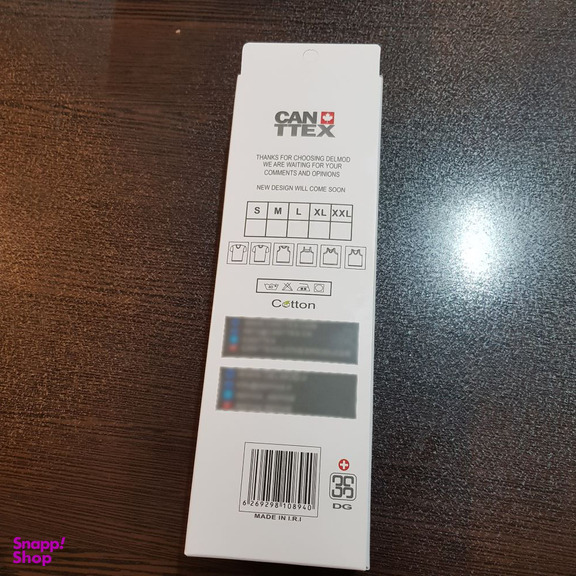 CAN
TTEX
THANKS FOR CHOOSING DELMOD
WE ARE WAITING FOR YOUR
COMMENTS AND OPINIONS
NEW DESIGN WILL COME SOON
S M L XL XXL
Cotton
6 269298 108940
MADE IN I.R.I
36
DG
Snapp!
Shop